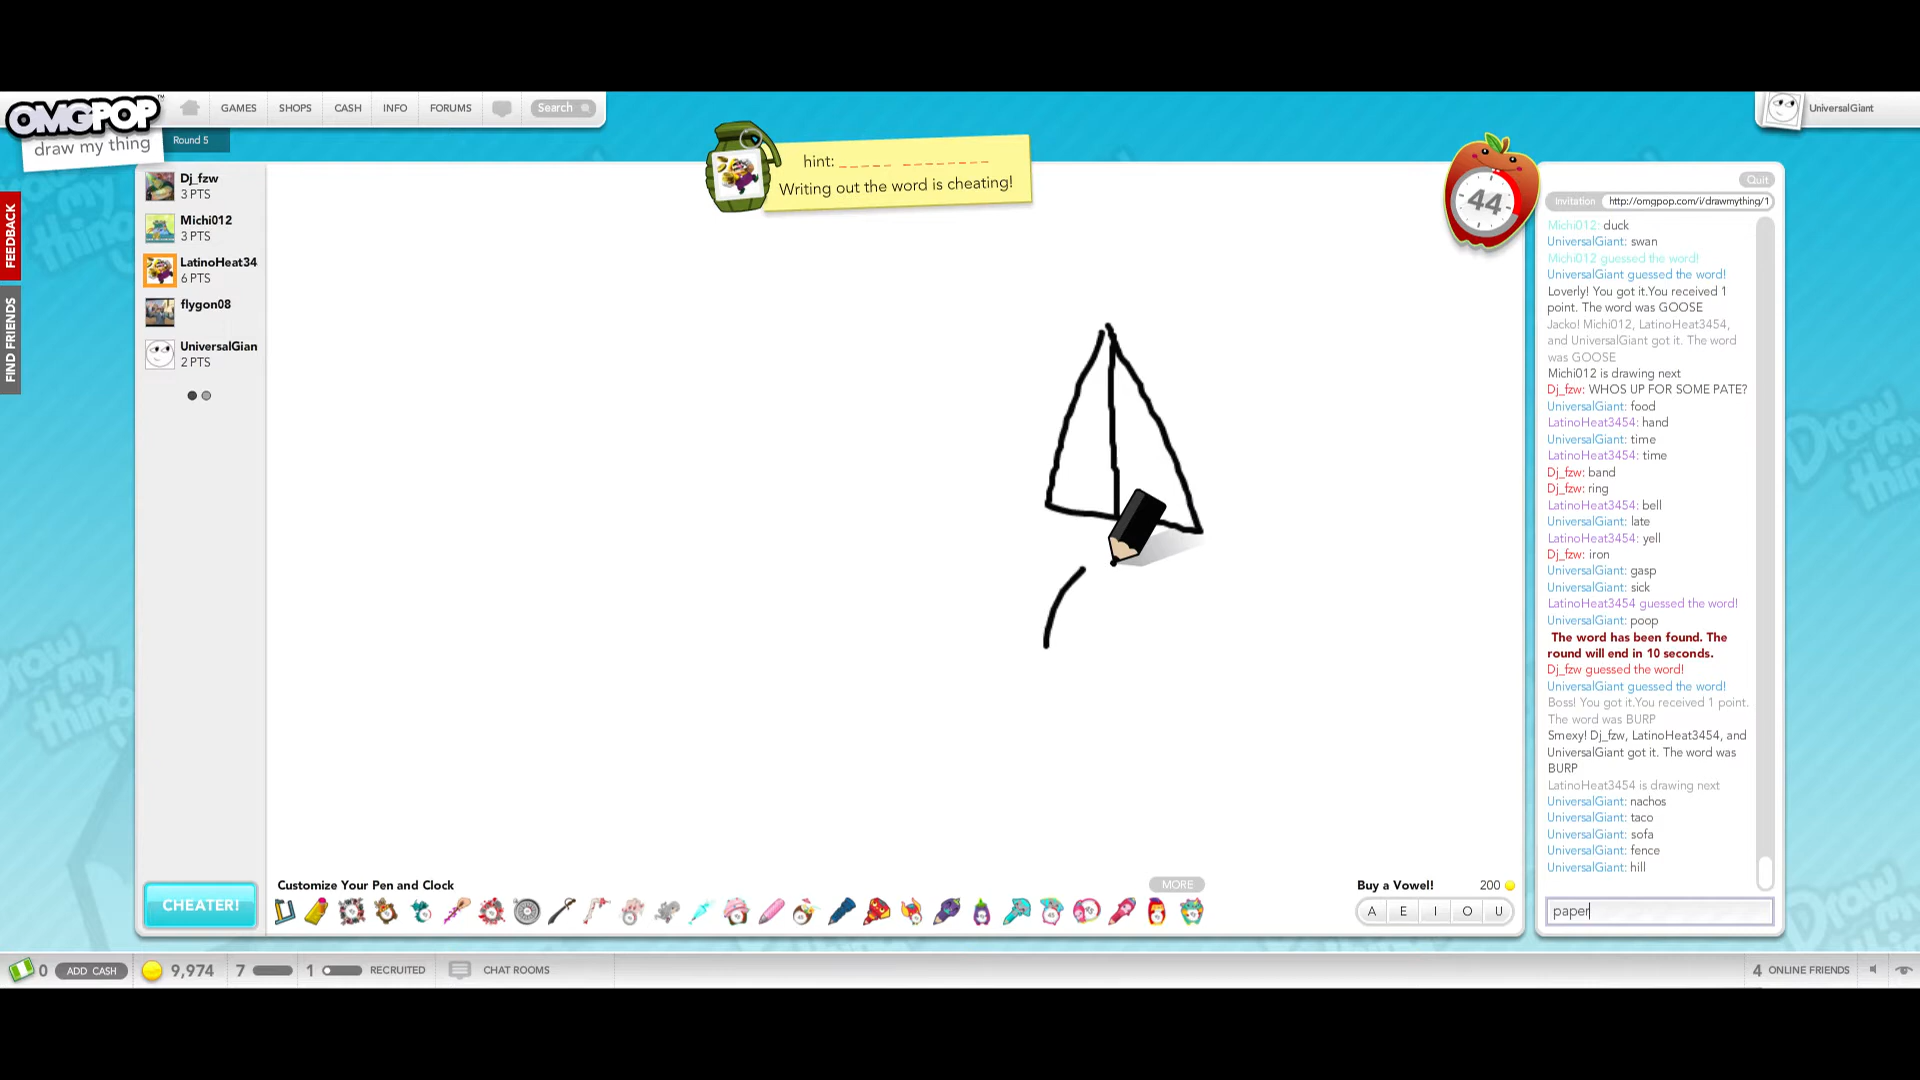 OMGPOP
draw my thing
GAMES
SHOPS
CASH
INFO
FORUMS
Search
UniversalGiant
Round 5
FEEDBACK
FIND FRIENDS
Dj_fzw
3 PTS
Michi012
3 PTS
LatinoHeat34
6 PTS
flygon08
UniversalGian
2 PTS
CHEATER!
hint: _____ ________
Writing out the word is cheating!
44
Quit
Invitation http://omgpop.com/i/drawmything/1
Michi012: duck
UniversalGiant: swan
Michi012 guessed the word!
UniversalGiant guessed the word!
Loverly! You got it.You received 1
point. The word was GOOSE
Jacko! Michi012, LatinoHeat3454,
and UniversalGiant got it. The word
was GOOSE
Michi012 is drawing next
Dj_fzw: WHOS UP FOR SOME PATE?
UniversalGiant: food
LatinoHeat3454: hand
UniversalGiant: time
LatinoHeat3454: time
Dj_fzw: band
Dj_fzw: ring
LatinoHeat3454: bell
UniversalGiant: late
LatinoHeat3454: yell
Dj_fzw: iron
UniversalGiant: gasp
UniversalGiant: sick
LatinoHeat3454 guessed the word!
UniversalGiant: poop
The word has been found. The
round will end in 10 seconds.
Dj_fzw guessed the word!
UniversalGiant guessed the word!
Boss! You got it.You received 1 point.
The word was BURP
Smexy! Dj_fzw, LatinoHeat3454, and
UniversalGiant got it. The word was
BURP
LatinoHeat3454 is drawing next
UniversalGiant: nachos
UniversalGiant: taco
UniversalGiant: sofa
UniversalGiant: fence
UniversalGiant: hill
paper
Customize Your Pen and Clock
MORE
Buy a Vowel! 200
A E I O U
0 ADD CASH
9,974
7
1 RECRUITED
CHAT ROOMS
4 ONLINE FRIENDS